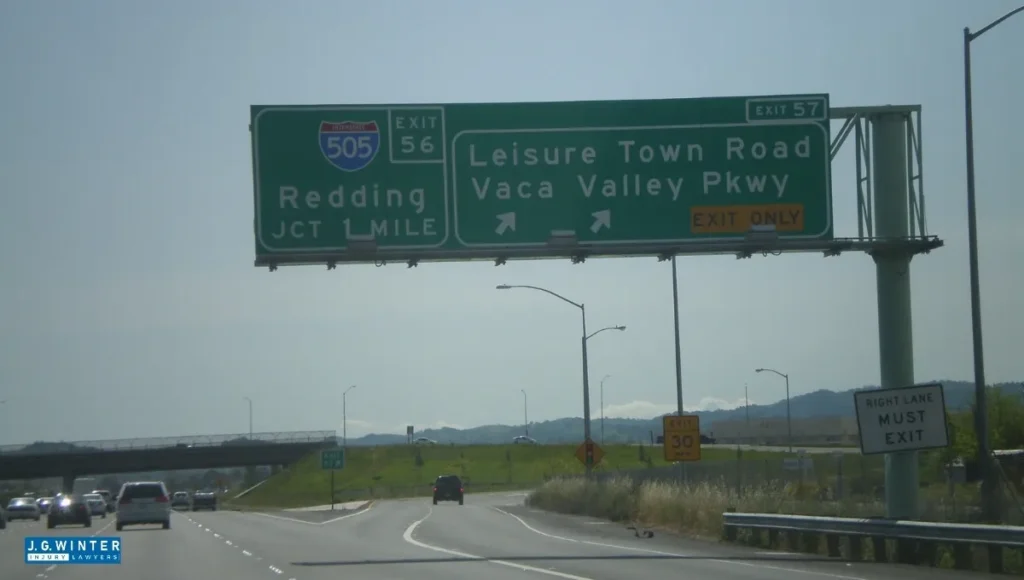 505
EXIT
56
Redding
JCT 1 MILE
EXIT 57
Leisure Town Road
Vaca Valley Pkwy
EXIT ONLY
EXIT
30
RIGHT LANE
MUST
EXIT
J.G.WINTER
INJURY LAWYERS